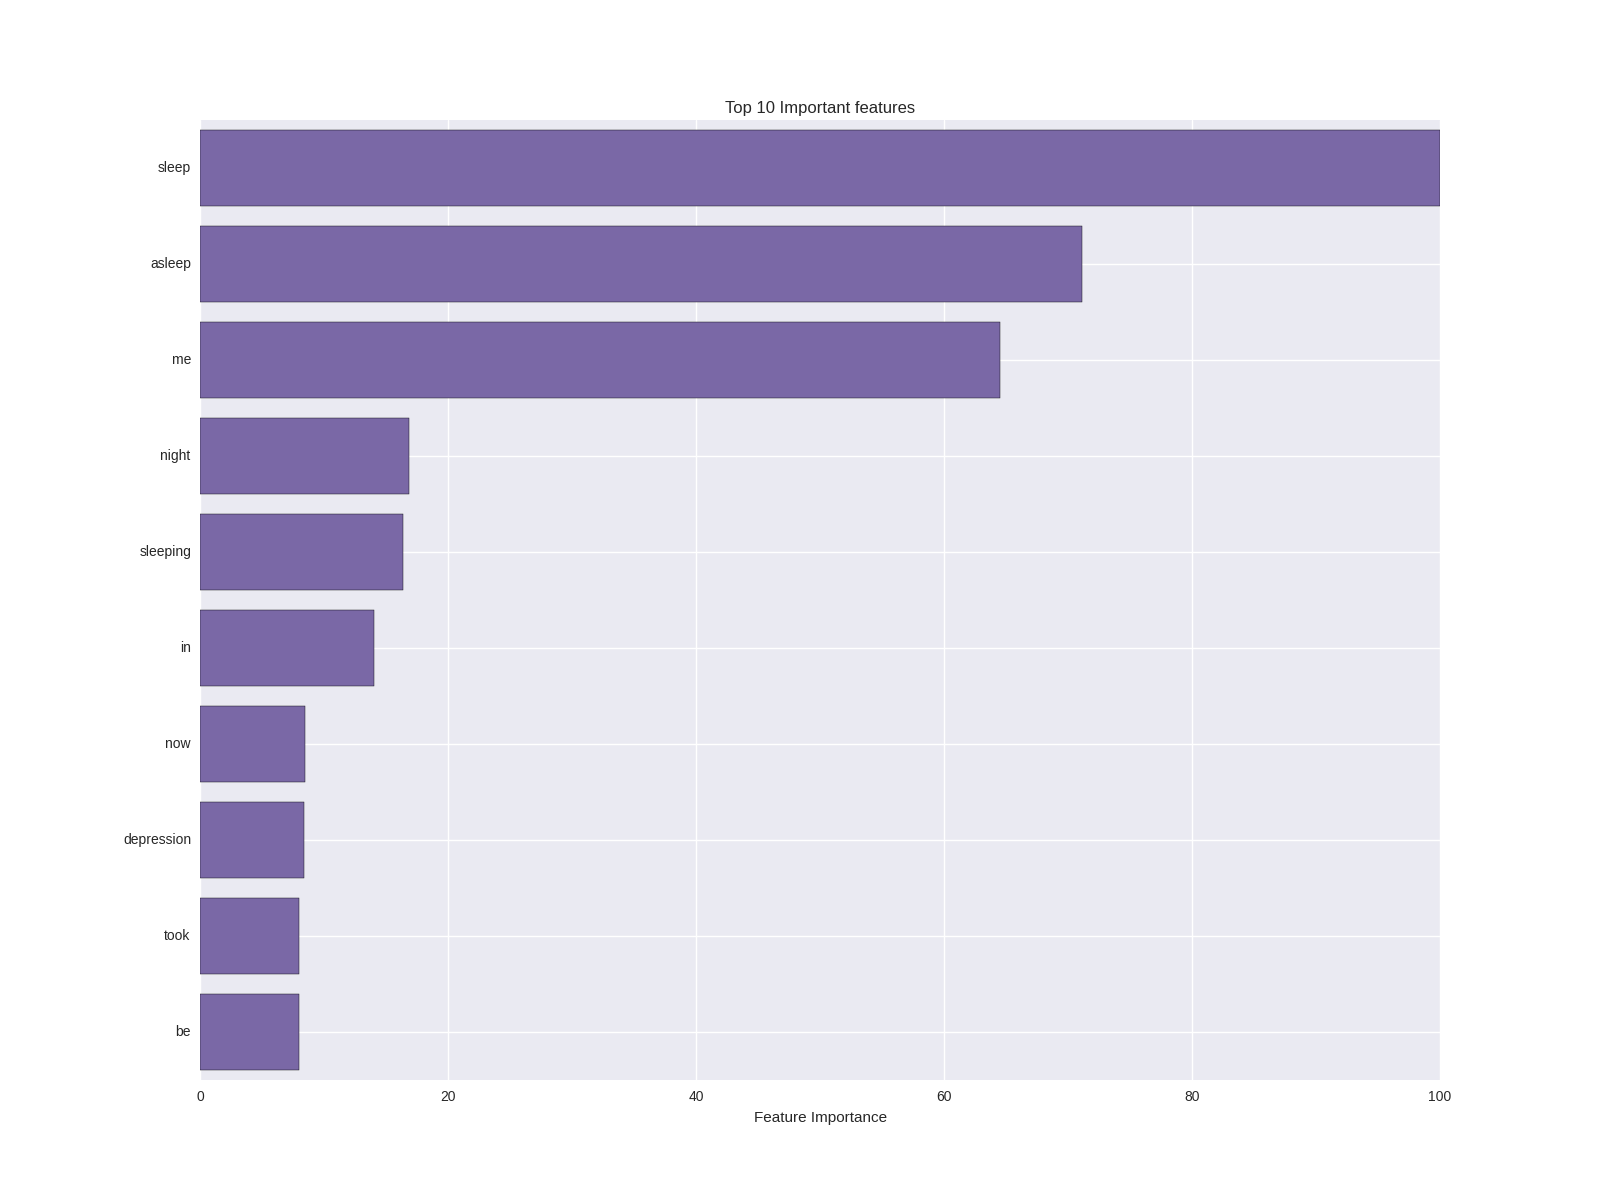 Top 10 Important features
sleep
asleep
me
night
sleeping
in
now
depression
took
be
0 20 40 60 80 100
Feature Importance